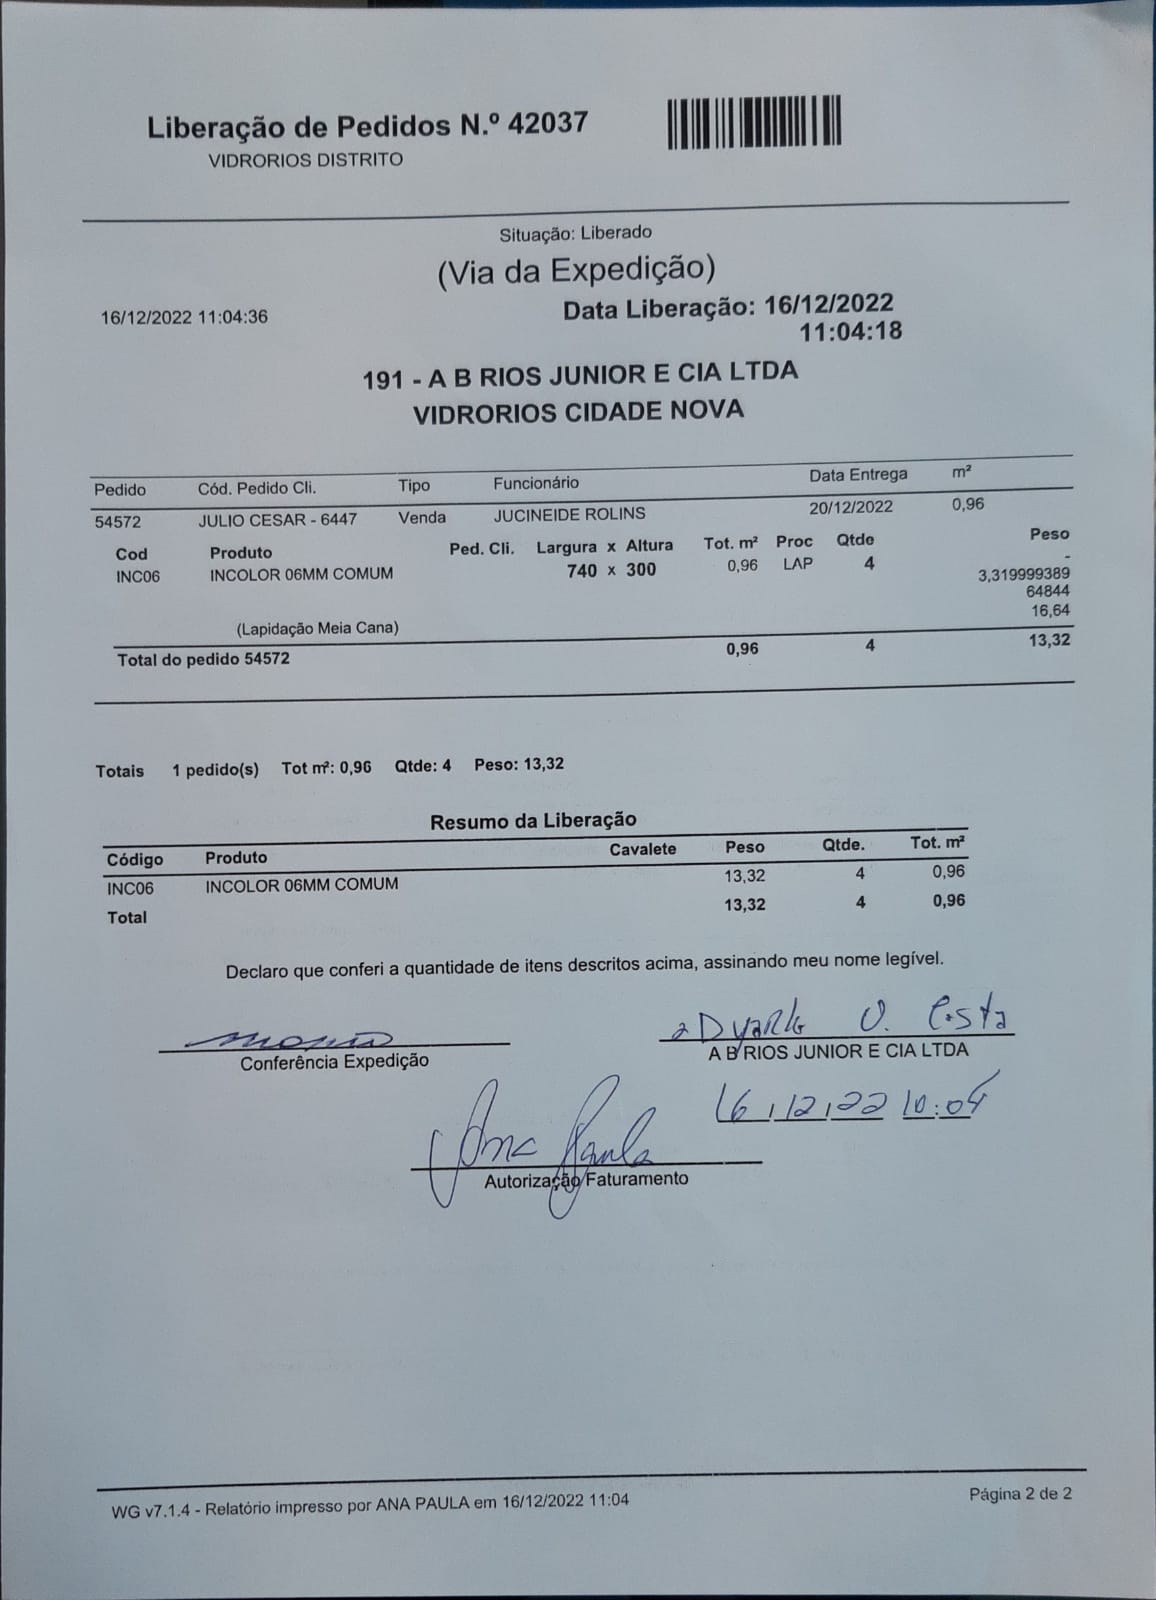 Liberação de Pedidos N.º 42037
VIDRORIOS DISTRITO
Situação: Liberado
(Via da Expedição)
16/12/2022 11:04:36
Data Liberação: 16/12/2022
11:04:18
191 - A B RIOS JUNIOR E CIA LTDA
VIDRORIOS CIDADE NOVA
Pedido Cód. Pedido Cli. Tipo Funcionário Data Entrega m²
54572 JULIO CESAR - 6447 Venda JUCINEIDE ROLINS 20/12/2022 0,96
Cod Produto Ped. Cli. Largura x Altura Tot. m² Proc Qtde Peso
INC06 INCOLOR 06MM COMUM 740 x 300 0,96 LAP 4 -
3,319999389
64844
16,64
(Lapidação Meia Cana)
Total do pedido 54572 0,96 4 13,32
Totais 1 pedido(s) Tot m²: 0,96 Qtde: 4 Peso: 13,32
Resumo da Liberação
Código Produto Cavalete Peso Qtde. Tot. m²
INC06 INCOLOR 06MM COMUM 13,32 4 0,96
Total 13,32 4 0,96
Declaro que conferi a quantidade de itens descritos acima, assinando meu nome legível.
O. Costa
Conferência Expedição
A B RIOS JUNIOR E CIA LTDA
16,12,22 10:04
Ana Paula
Autorização Faturamento
WG v7.1.4 - Relatório impresso por ANA PAULA em 16/12/2022 11:04
Página 2 de 2